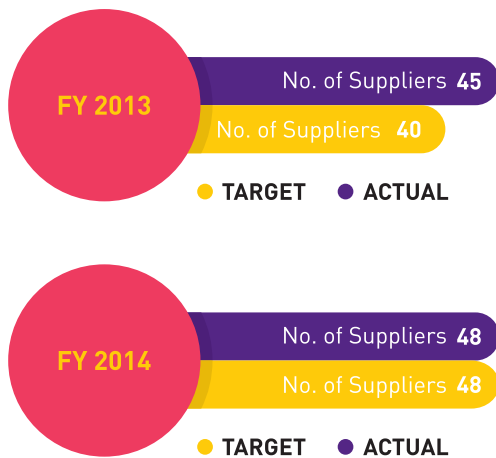 FY 2013
No. of Suppliers 45
No. of Suppliers 40
TARGET ACTUAL
FY 2014
No. of Suppliers 48
No. of Suppliers 48
TARGET ACTUAL